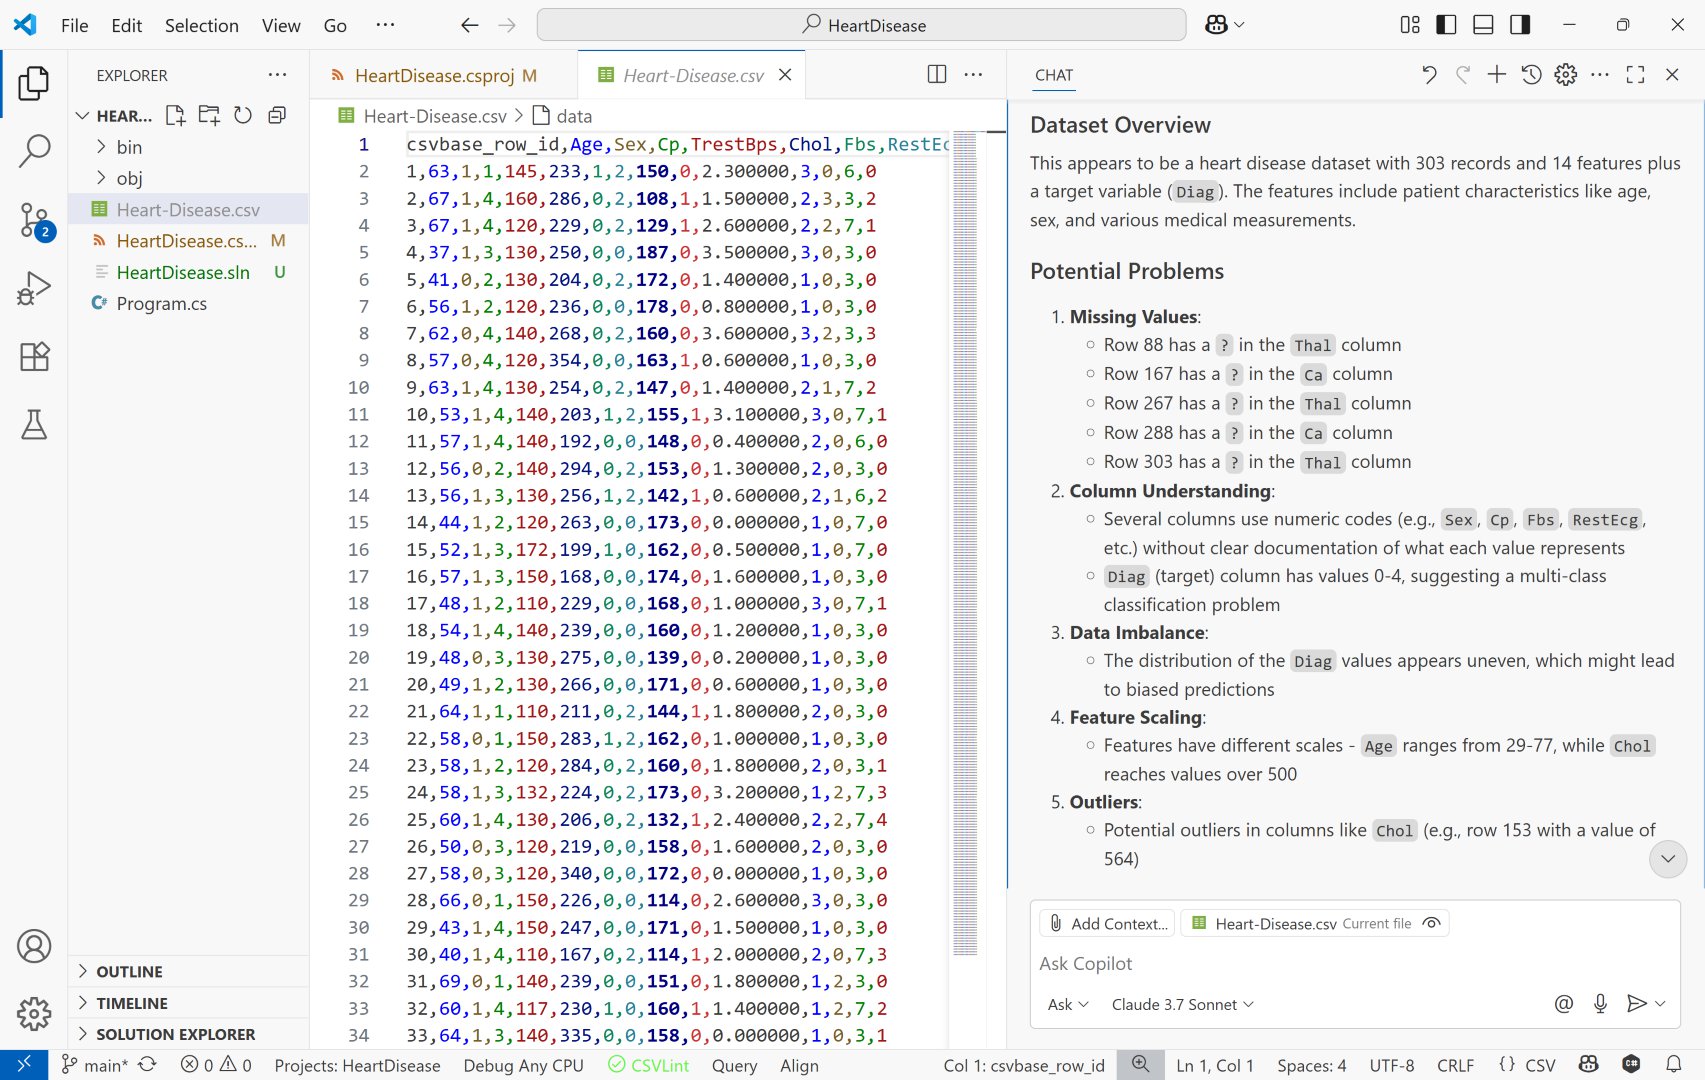 File Edit Selection View Go ··· HeartDisease
EXPLORER ···
HEAR...
bin
obj
Heart-Disease.csv
HeartDisease.cs... M
HeartDisease.sln U
Program.cs
OUTLINE
TIMELINE
SOLUTION EXPLORER
2
HeartDisease.csproj M
Heart-Disease.csv
Heart-Disease.csv > data
1 csvbase_row_id,Age,Sex,Cp,TrestBps,Chol,Fbs,RestEc
2 1,63,1,1,145,233,1,2,150,0,2.300000,3,0,6,0
3 2,67,1,4,160,286,0,2,108,1,1.500000,2,3,3,2
4 3,67,1,4,120,229,0,2,129,1,2.600000,2,2,7,1
5 4,37,1,3,130,250,0,0,187,0,3.500000,3,0,3,0
6 5,41,0,2,130,204,0,2,172,0,1.400000,1,0,3,0
7 6,56,1,2,120,236,0,0,178,0,0.800000,1,0,3,0
8 7,62,0,4,140,268,0,2,160,0,3.600000,3,2,3,3
9 8,57,0,4,120,354,0,0,163,1,0.600000,1,0,3,0
10 9,63,1,4,130,254,0,2,147,0,1.400000,2,1,7,2
11 10,53,1,4,140,203,1,2,155,1,3.100000,3,0,7,1
12 11,57,1,4,140,192,0,0,148,0,0.400000,2,0,6,0
13 12,56,0,2,140,294,0,2,153,0,1.300000,2,0,3,0
14 13,56,1,3,130,256,1,2,142,1,0.600000,2,1,6,2
15 14,44,1,2,120,263,0,0,173,0,0.000000,1,0,7,0
16 15,52,1,3,172,199,1,0,162,0,0.500000,1,0,7,0
17 16,57,1,3,150,168,0,0,174,0,1.600000,1,0,3,0
18 17,48,1,2,110,229,0,0,168,0,1.000000,3,0,7,1
19 18,54,1,4,140,239,0,0,160,0,1.200000,1,0,3,0
20 19,48,0,3,130,275,0,0,139,0,0.200000,1,0,3,0
21 20,49,1,2,130,266,0,0,171,0,0.600000,1,0,3,0
22 21,64,1,1,110,211,0,2,144,1,1.800000,2,0,3,0
23 22,58,0,1,150,283,1,2,162,0,1.000000,1,0,3,0
24 23,58,1,2,120,284,0,2,160,0,1.800000,2,0,3,1
25 24,58,1,3,132,224,0,2,173,0,3.200000,1,2,7,3
26 25,60,1,4,130,206,0,2,132,1,2.400000,2,2,7,4
27 26,50,0,3,120,219,0,0,158,0,1.600000,2,0,3,0
28 27,58,0,3,120,340,0,0,172,0,0.000000,1,0,3,0
29 28,66,0,1,150,226,0,0,114,0,2.600000,3,0,3,0
30 29,43,1,4,150,247,0,0,171,0,1.500000,1,0,3,0
31 30,40,1,4,110,167,0,2,114,1,2.000000,2,0,7,3
32 31,69,0,1,140,239,0,0,151,0,1.800000,1,2,3,0
33 32,60,1,4,117,230,1,0,160,1,1.400000,1,2,7,2
34 33,64,1,3,140,335,0,0,158,0,0.000000,1,0,3,1
CHAT
Dataset Overview
This appears to be a heart disease dataset with 303 records and 14 features plus
a target variable (Diag). The features include patient characteristics like age,
sex, and various medical measurements.
Potential Problems
1. Missing Values:
Row 88 has a ? in the Thal column
Row 167 has a ? in the Ca column
Row 267 has a ? in the Thal column
Row 288 has a ? in the Ca column
Row 303 has a ? in the Thal column
2. Column Understanding:
Several columns use numeric codes (e.g., Sex, Cp, Fbs, RestEcg,
etc.) without clear documentation of what each value represents
Diag (target) column has values 0-4, suggesting a multi-class
classification problem
3. Data Imbalance:
The distribution of the Diag values appears uneven, which might lead
to biased predictions
4. Feature Scaling:
Features have different scales - Age ranges from 29-77, while Chol
reaches values over 500
5. Outliers:
Potential outliers in columns like Chol (e.g., row 153 with a value of
564)
Add Context... Heart-Disease.csv Current file
Ask Copilot
Ask Claude 3.7 Sonnet @
main* 0 0 Projects: HeartDisease Debug Any CPU CSVLint Query Align Col 1: csvbase_row_id Ln 1, Col 1 Spaces: 4 UTF-8 CRLF {} CSV